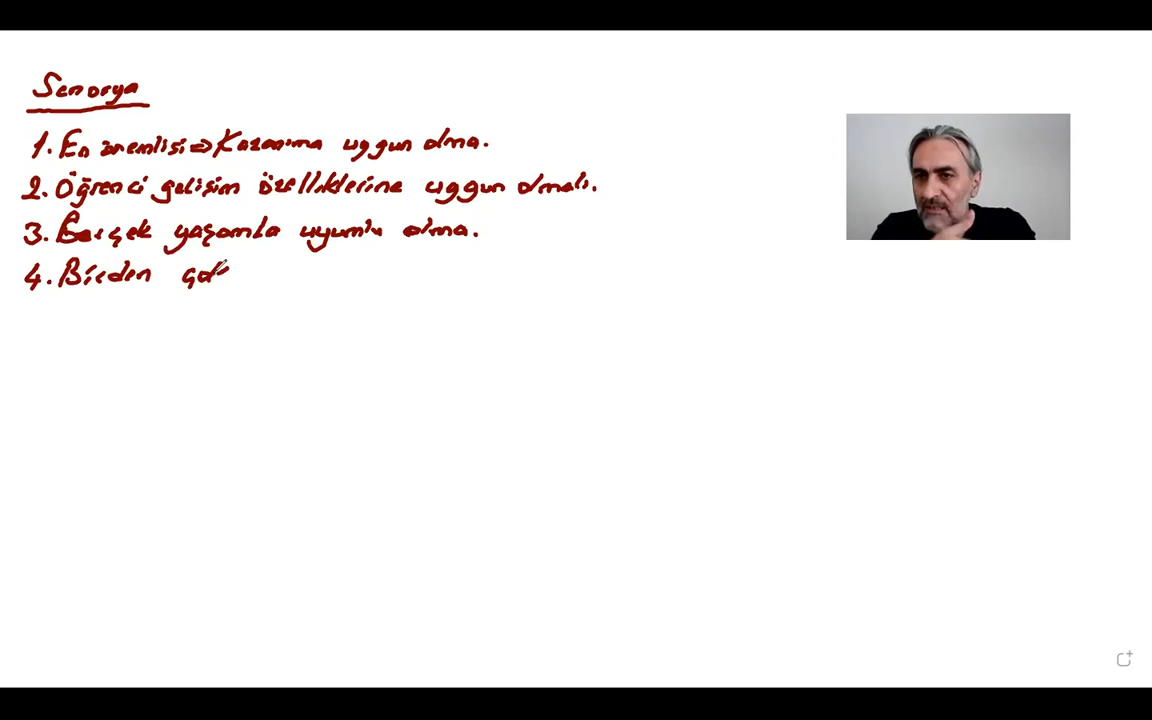 Senorya
1. En önemlisi ⇒ Kazanıma uygun olma.
2. Öğrenci gelişim özelliklerine uygun olmalı.
3. Gerçek yaşamla uyumlu olma.
4. Birden